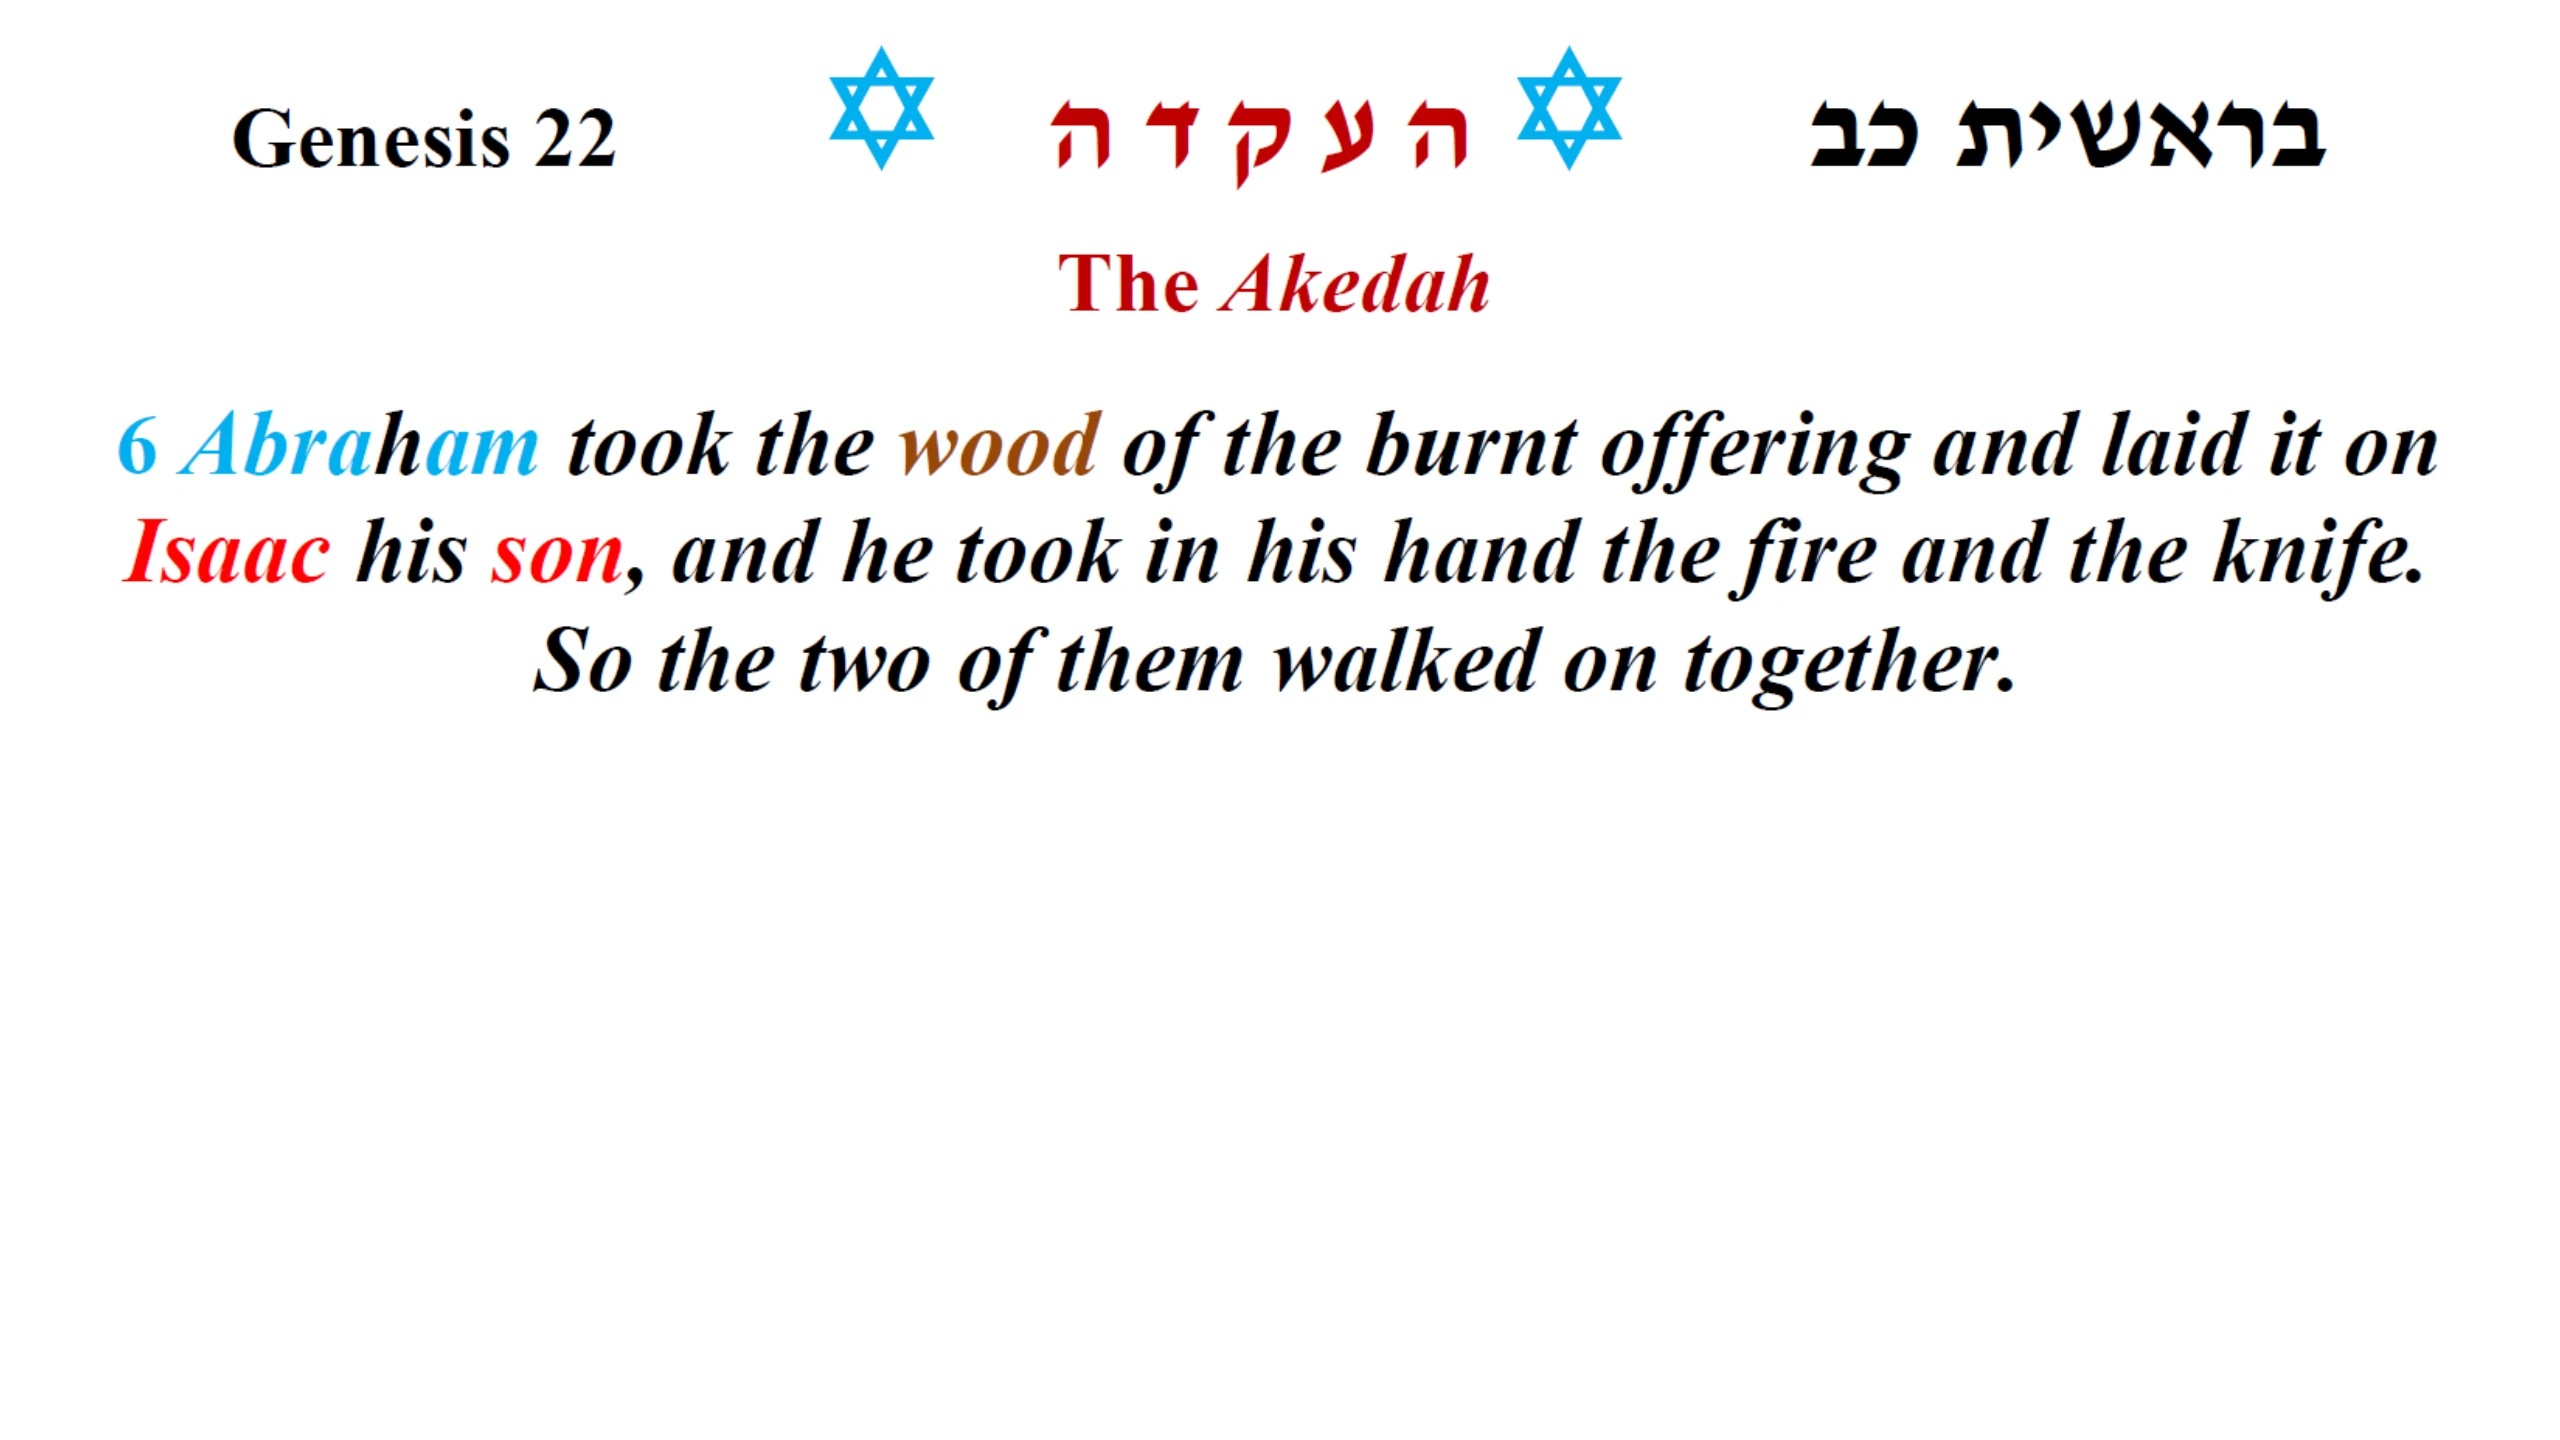 Genesis 22 ✡ ה ע ק ד ה ✡ בראשית כב
The Akedah
6 Abraham took the wood of the burnt offering and laid it on
Isaac his son, and he took in his hand the fire and the knife.
So the two of them walked on together.